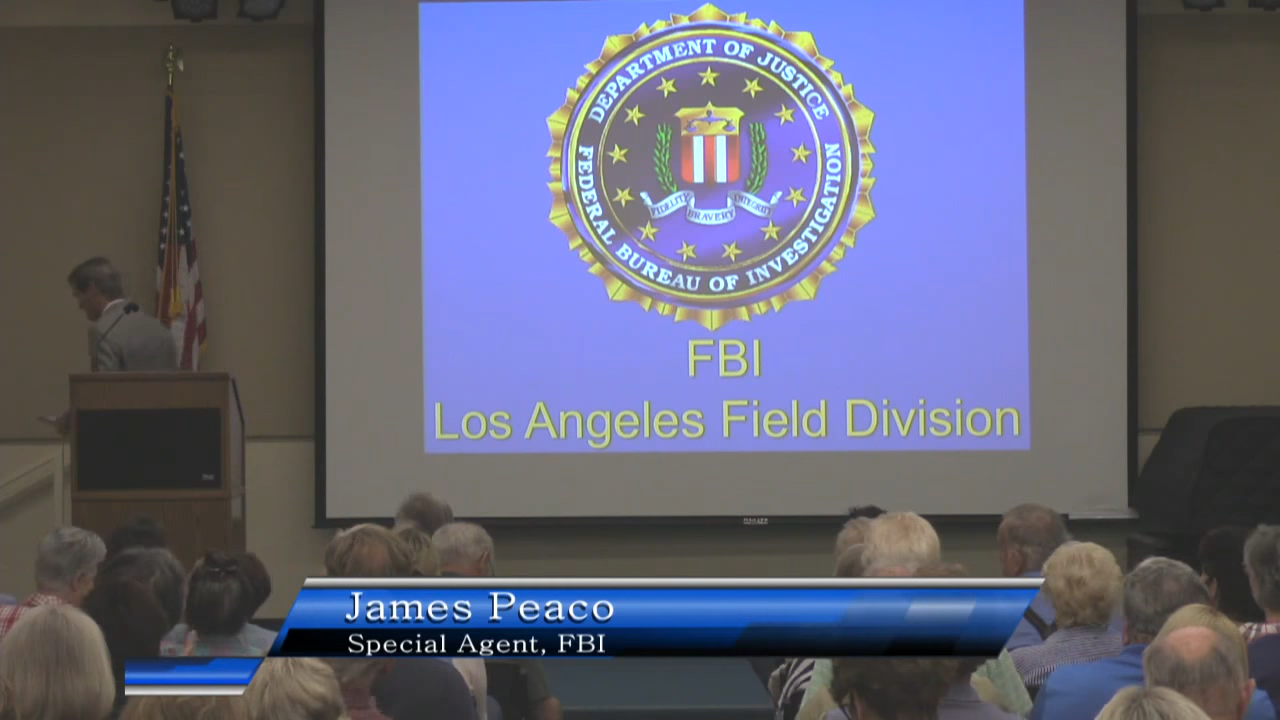 DEPARTMENT OF JUSTICE
FIDELITY
BRAVERY
INTEGRITY
FEDERAL BUREAU OF INVESTIGATION
FBI
Los Angeles Field Division
James Peaco
Special Agent, FBI